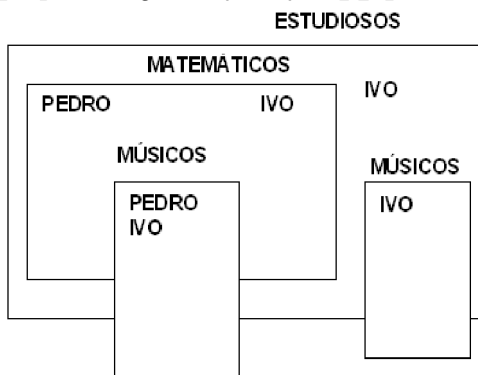 ESTUDIOSOS
MATEMÁTICOS
PEDRO IVO IVO
MÚSICOS MÚSICOS
PEDRO IVO
IVO